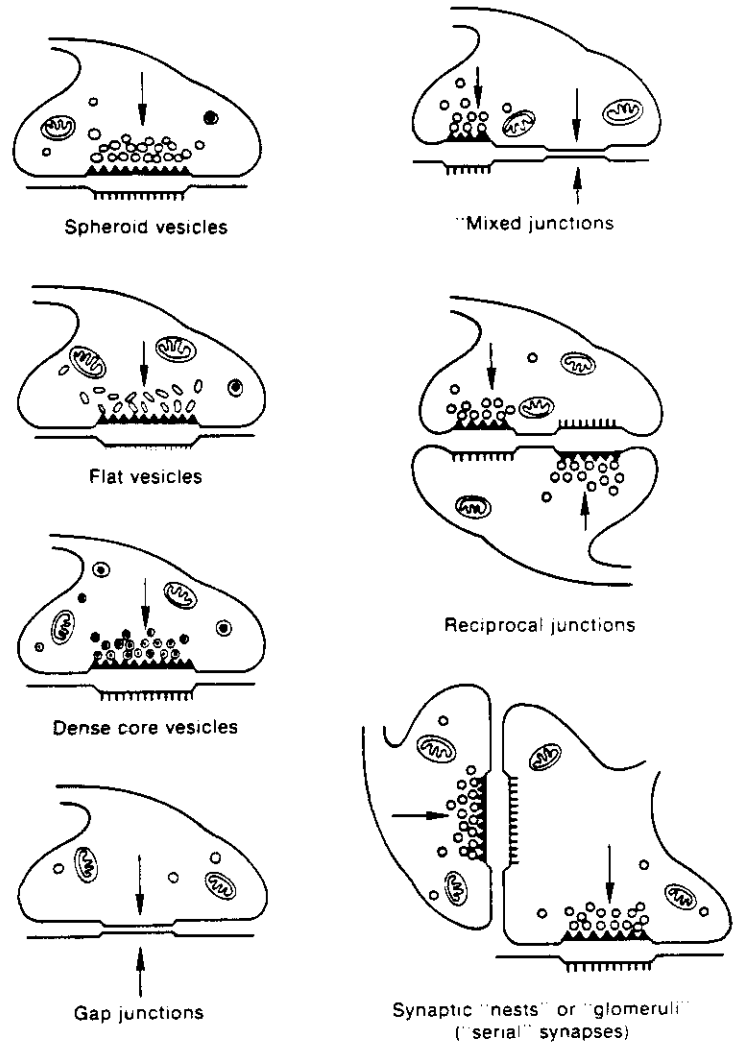 Spheroid vesicles
"Mixed junctions
Flat vesicles
Reciprocal junctions
Dense core vesicles
Gap junctions
Synaptic "nests" or "glomeruli"
("serial" synapses)